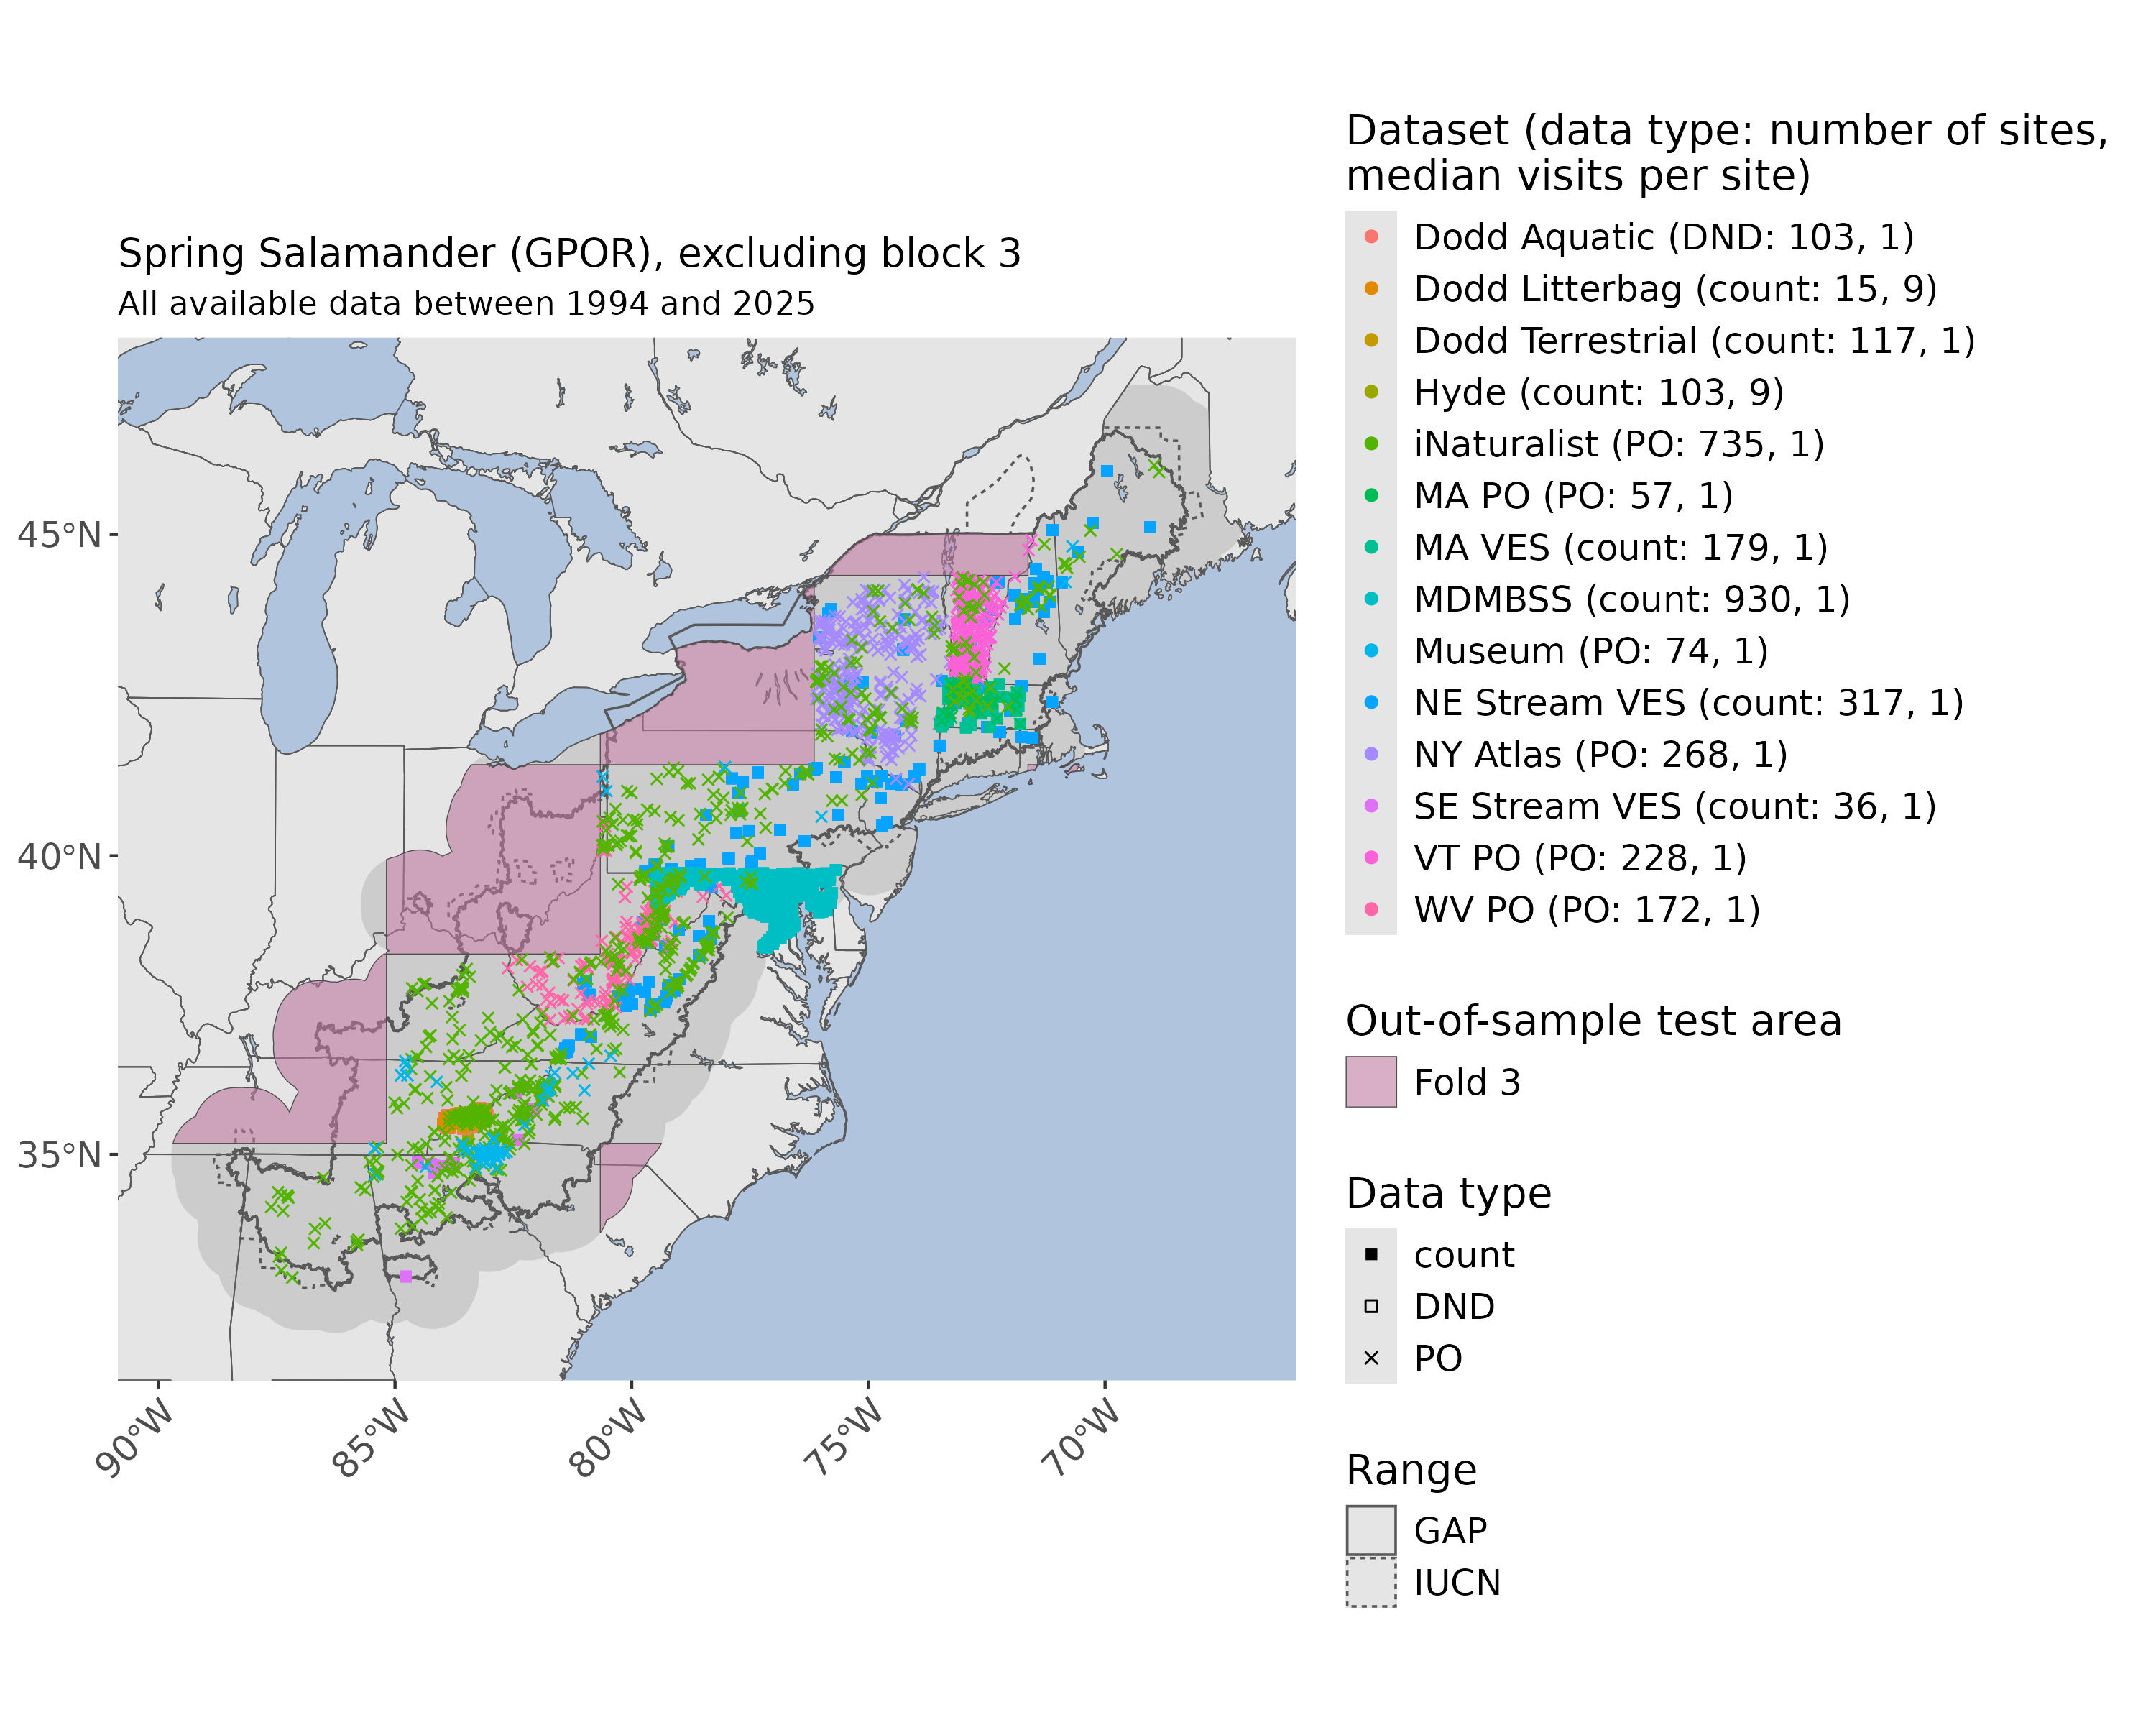 Spring Salamander (GPOR), excluding block 3
All available data between 1994 and 2025
45°N
40°N
35°N
90°W
85°W
80°W
75°W
70°W
Dataset (data type: number of sites,
median visits per site)
Dodd Aquatic (DND: 103, 1)
Dodd Litterbag (count: 15, 9)
Dodd Terrestrial (count: 117, 1)
Hyde (count: 103, 9)
iNaturalist (PO: 735, 1)
MA PO (PO: 57, 1)
MA VES (count: 179, 1)
MDMBSS (count: 930, 1)
Museum (PO: 74, 1)
NE Stream VES (count: 317, 1)
NY Atlas (PO: 268, 1)
SE Stream VES (count: 36, 1)
VT PO (PO: 228, 1)
WV PO (PO: 172, 1)
Out-of-sample test area
Fold 3
Data type
count
DND
PO
Range
GAP
IUCN